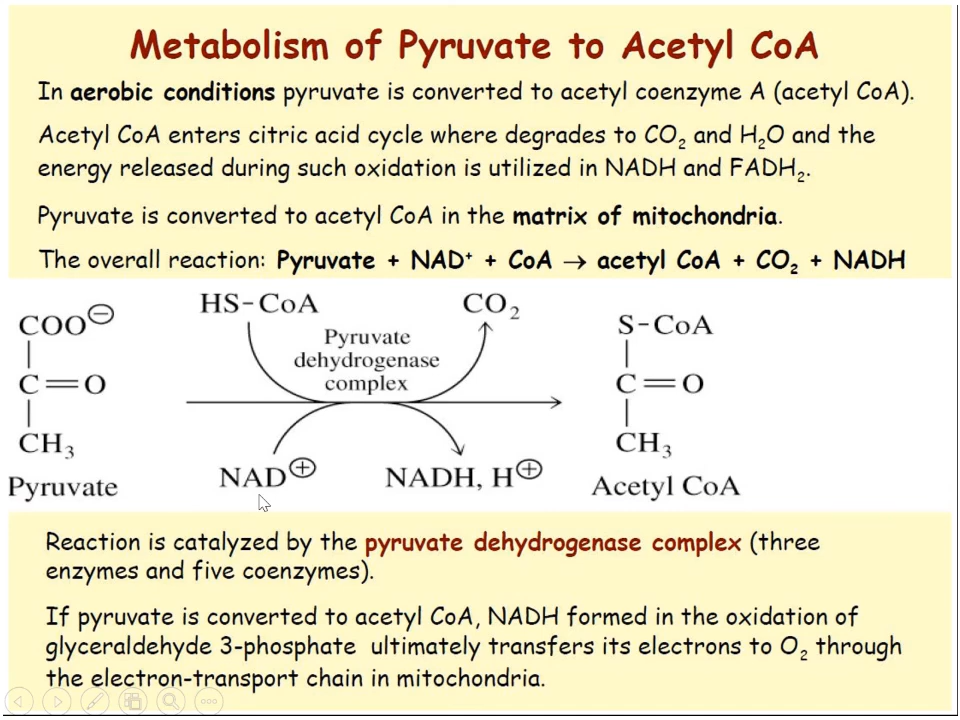 Metabolism of Pyruvate to Acetyl CoA
In aerobic conditions pyruvate is converted to acetyl coenzyme A (acetyl CoA).
Acetyl CoA enters citric acid cycle where degrades to CO₂ and H₂O and the
energy released during such oxidation is utilized in NADH and FADH₂.
Pyruvate is converted to acetyl CoA in the matrix of mitochondria.
The overall reaction: Pyruvate + NAD⁺ + CoA → acetyl CoA + CO₂ + NADH
COO⊖
C=O
CH₃
Pyruvate
HS-CoA
CO₂
Pyruvate
dehydrogenase
complex
NAD⊕
NADH, H⊕
S-CoA
C=O
CH₃
Acetyl CoA
Reaction is catalyzed by the pyruvate dehydrogenase complex (three
enzymes and five coenzymes).
If pyruvate is converted to acetyl CoA, NADH formed in the oxidation of
glyceraldehyde 3-phosphate ultimately transfers its electrons to O₂ through
the electron-transport chain in mitochondria.